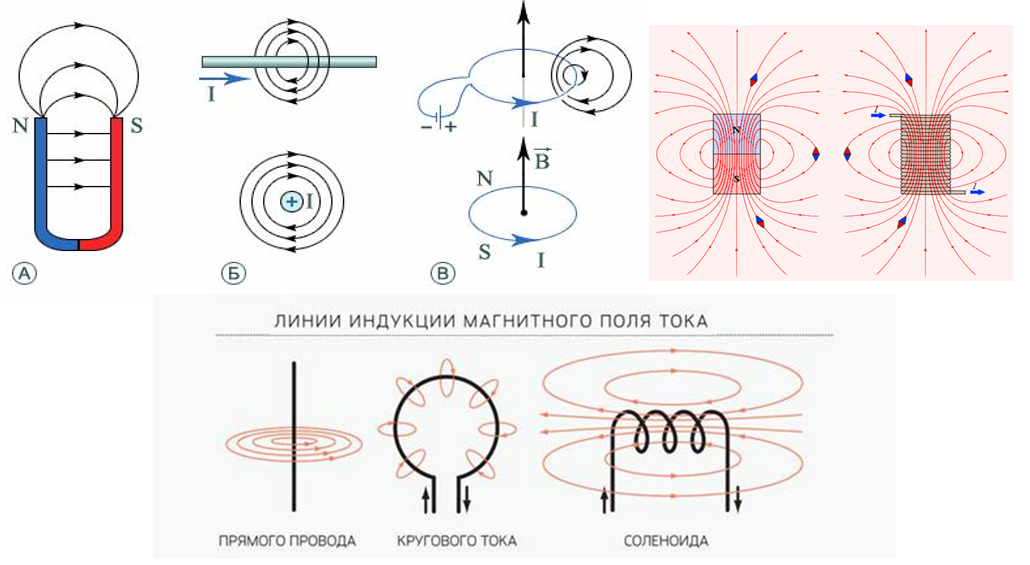 N S
А
I
I
Б
− +
I
B
N
S I
В
N
S
I
I
ЛИНИИ ИНДУКЦИИ МАГНИТНОГО ПОЛЯ ТОКА
ПРЯМОГО ПРОВОДА
КРУГОВОГО ТОКА
СОЛЕНОИДА